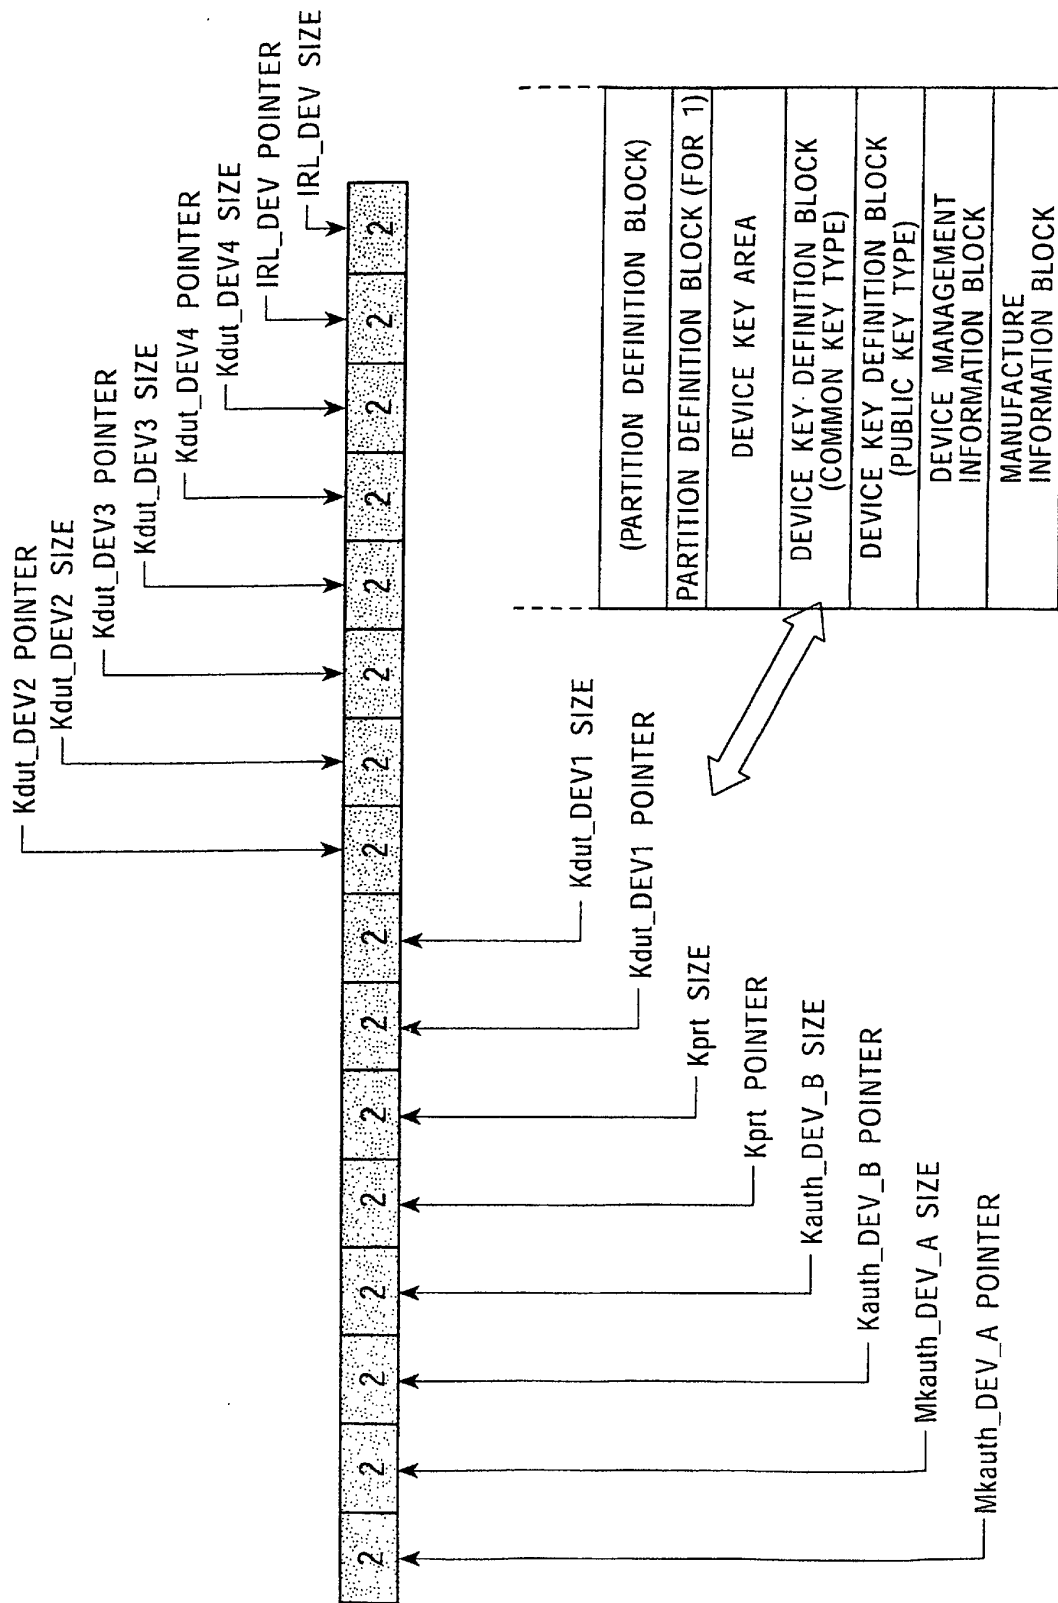 Kdut_DEV2 POINTER
Kdut_DEV2 SIZE
Kdut_DEV3 POINTER
Kdut_DEV3 SIZE
Kdut_DEV4 POINTER
Kdut_DEV4 SIZE
IRL_DEV POINTER
IRL_DEV SIZE
2 2 2 2 2 2 2 2 2 2 2 2 2 2 2 2
Kdut_DEV1 SIZE
Kdut_DEV1 POINTER
Kprt SIZE
Kprt POINTER
Kauth_DEV_B SIZE
Kauth_DEV_B POINTER
Mkauth_DEV_A SIZE
Mkauth_DEV_A POINTER
(PARTITION DEFINITION BLOCK)
PARTITION DEFINITION BLOCK (FOR 1)
DEVICE KEY AREA
DEVICE KEY DEFINITION BLOCK
(COMMON KEY TYPE)
DEVICE KEY DEFINITION BLOCK
(PUBLIC KEY TYPE)
DEVICE MANAGEMENT
INFORMATION BLOCK
MANUFACTURE
INFORMATION BLOCK